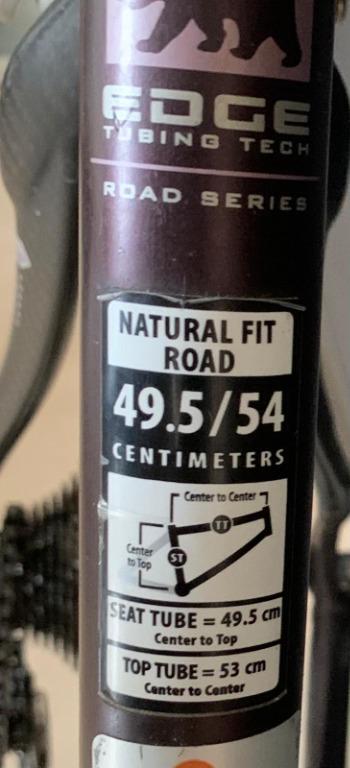 EDGE
TUBING TECH
ROAD SERIES
NATURAL FIT
ROAD
49.5/54
CENTIMETERS
Center to Center
TT
Center
to Top
ST
SEAT TUBE = 49.5 cm
Center to Top
TOP TUBE = 53 cm
Center to Center